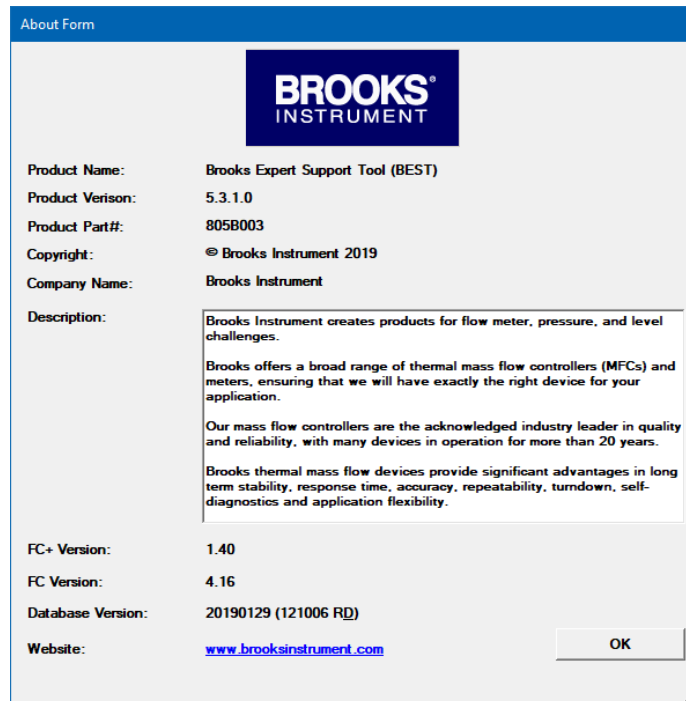 About Form
BROOKS®
INSTRUMENT
Product Name: Brooks Expert Support Tool (BEST)
Product Verison: 5.3.1.0
Product Part#: 805B003
Copyright: © Brooks Instrument 2019
Company Name: Brooks Instrument
Description: Brooks Instrument creates products for flow meter, pressure, and level
challenges.
Brooks offers a broad range of thermal mass flow controllers (MFCs) and
meters, ensuring that we will have exactly the right device for your
application.
Our mass flow controllers are the acknowledged industry leader in quality
and reliability, with many devices in operation for more than 20 years.
Brooks thermal mass flow devices provide significant advantages in long
term stability, response time, accuracy, repeatability, turndown, self-
diagnostics and application flexibility.
FC+ Version: 1.40
FC Version: 4.16
Database Version: 20190129 (121006 RD)
Website: www.brooksinstrument.com
OK